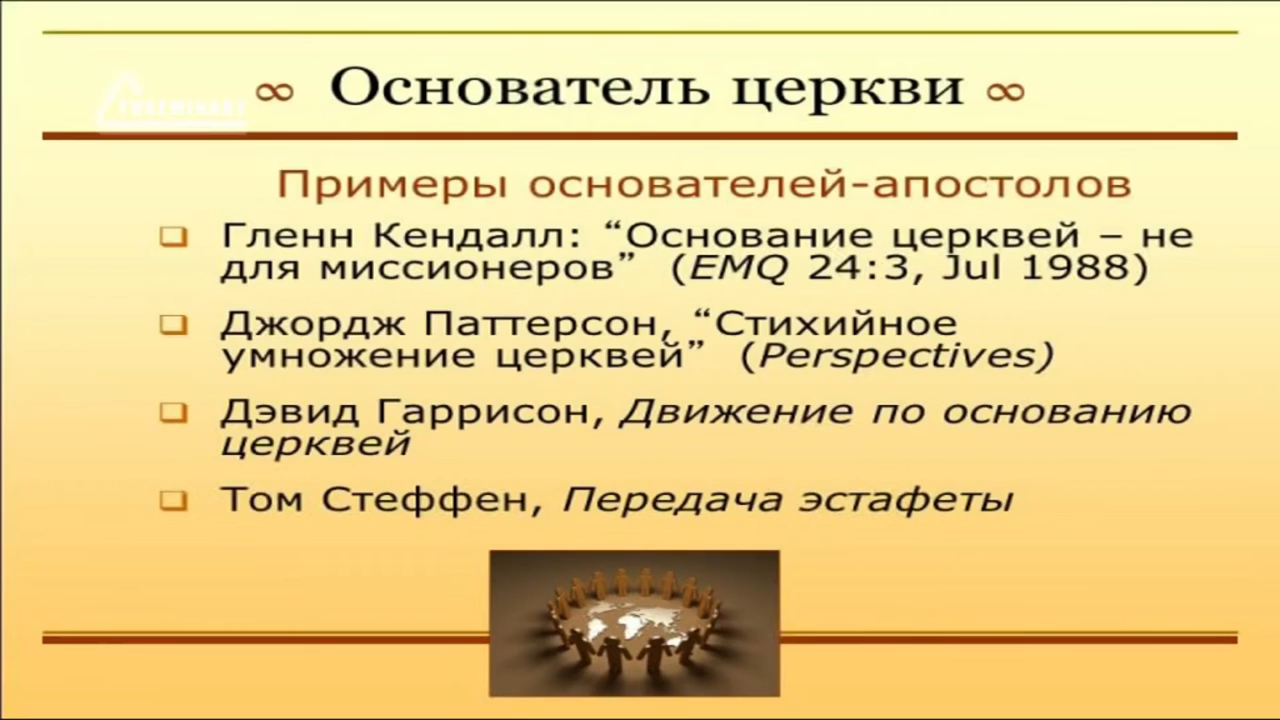 ∞ Основатель церкви ∞
Примеры основателей-апостолов
❑ Гленн Кендалл: “Основание церквей – не
для миссионеров” (EMQ 24:3, Jul 1988)
❑ Джордж Паттерсон, “Стихийное
умножение церквей” (Perspectives)
❑ Дэвид Гаррисон, Движение по основанию
церквей
❑ Том Стеффен, Передача эстафеты